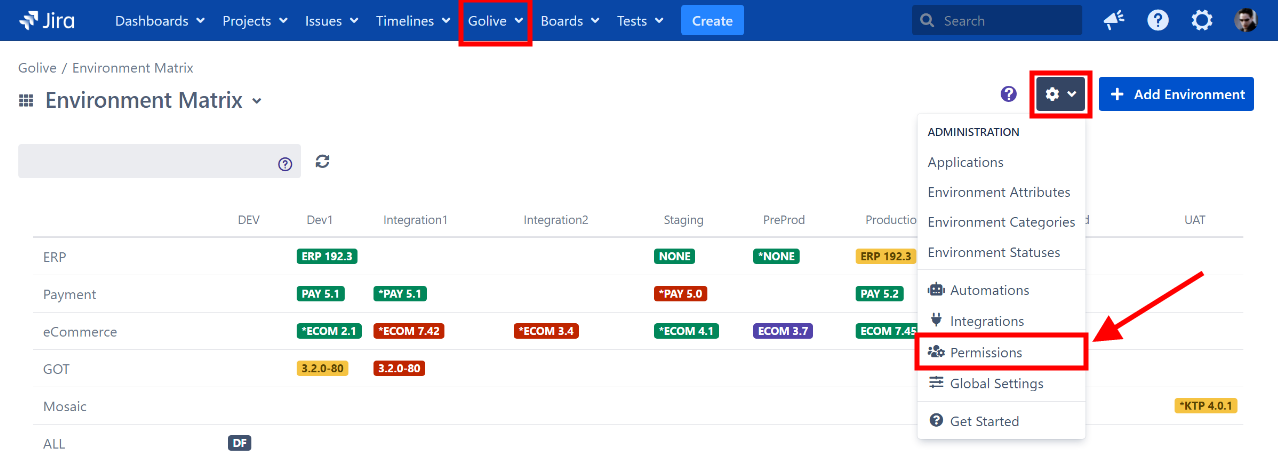 Jira Dashboards Projects Issues Timelines Golive Boards Tests Create Search
Golive / Environment Matrix
Environment Matrix
Add Environment
ADMINISTRATION
Applications
Environment Attributes
Environment Categories
Environment Statuses
Automations
Integrations
Permissions
Global Settings
Get Started
DEV Dev1 Integration1 Integration2 Staging PreProd Productio d UAT
ERP ERP 192.3 NONE *NONE ERP 192.3
Payment PAY 5.1 *PAY 5.1 *PAY 5.0 PAY 5.2
eCommerce *ECOM 2.1 *ECOM 7.42 *ECOM 3.4 *ECOM 4.1 ECOM 3.7 ECOM 7.45
GOT 3.2.0-80 3.2.0-80
Mosaic *KTP 4.0.1
ALL DF